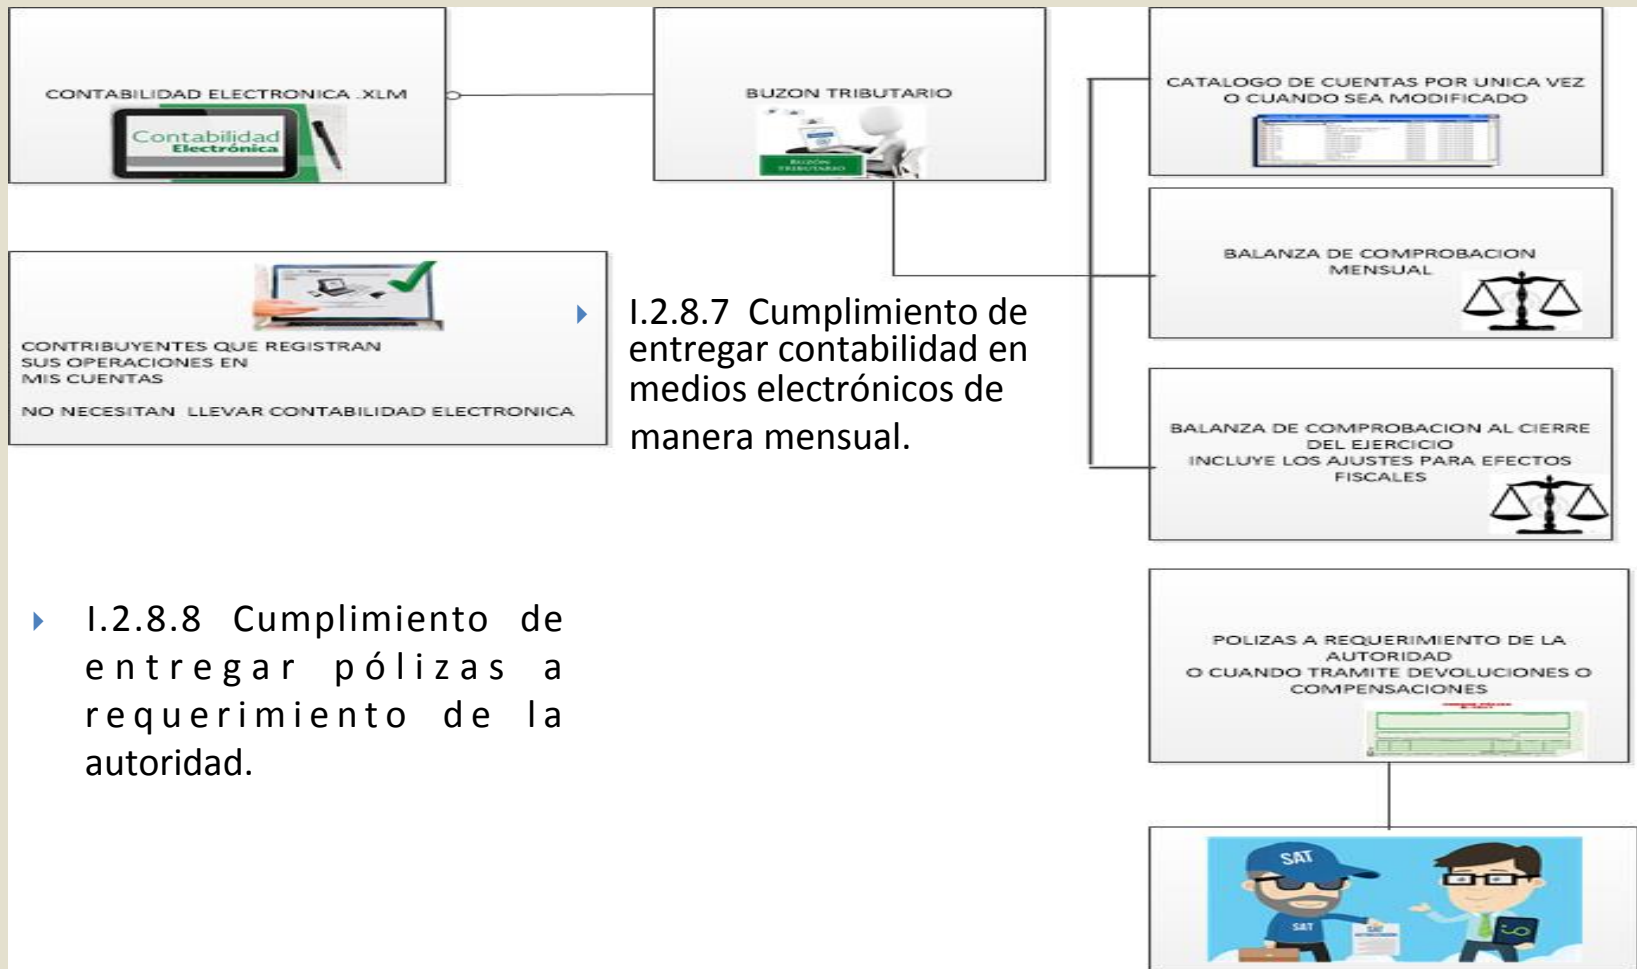 CONTABILIDAD ELECTRONICA .XLM
Contabilidad
Electrónica
BUZON TRIBUTARIO
BUZÓN
TRIBUTARIO
CATALOGO DE CUENTAS POR UNICA VEZ
O CUANDO SEA MODIFICADO
BALANZA DE COMPROBACION
MENSUAL
CONTRIBUYENTES QUE REGISTRAN
SUS OPERACIONES EN
MIS CUENTAS
NO NECESITAN LLEVAR CONTABILIDAD ELECTRONICA
I.2.8.7 Cumplimiento de
entregar contabilidad en
medios electrónicos de
manera mensual.
BALANZA DE COMPROBACION AL CIERRE
DEL EJERCICIO
INCLUYE LOS AJUSTES PARA EFECTOS
FISCALES
I.2.8.8 Cumplimiento de
entregar pólizas a
requerimiento de la
autoridad.
POLIZAS A REQUERIMIENTO DE LA
AUTORIDAD
O CUANDO TRAMITE DEVOLUCIONES O
COMPENSACIONES
SAT
SAT
SAT